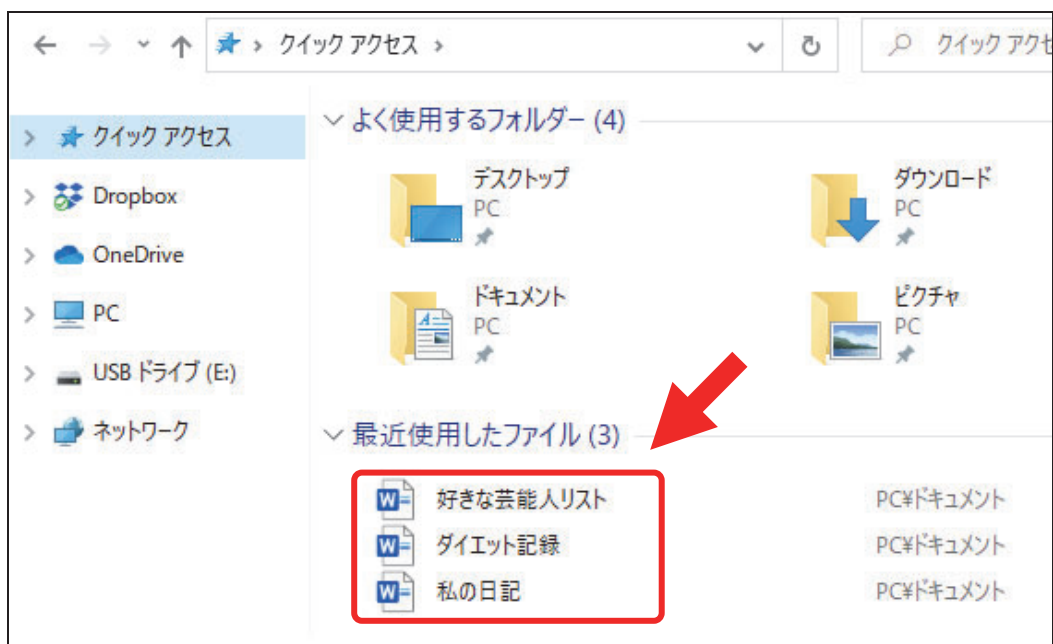 クイック アクセス
クイック アクセ
クイック アクセス
Dropbox
OneDrive
PC
USB ドライブ (E:)
ネットワーク
よく使用するフォルダー (4)
デスクトップ
PC
ダウンロード
PC
ドキュメント
PC
ピクチャ
PC
最近使用したファイル (3)
好きな芸能人リスト PC¥ドキュメント
ダイエット記録 PC¥ドキュメント
私の日記 PC¥ドキュメント